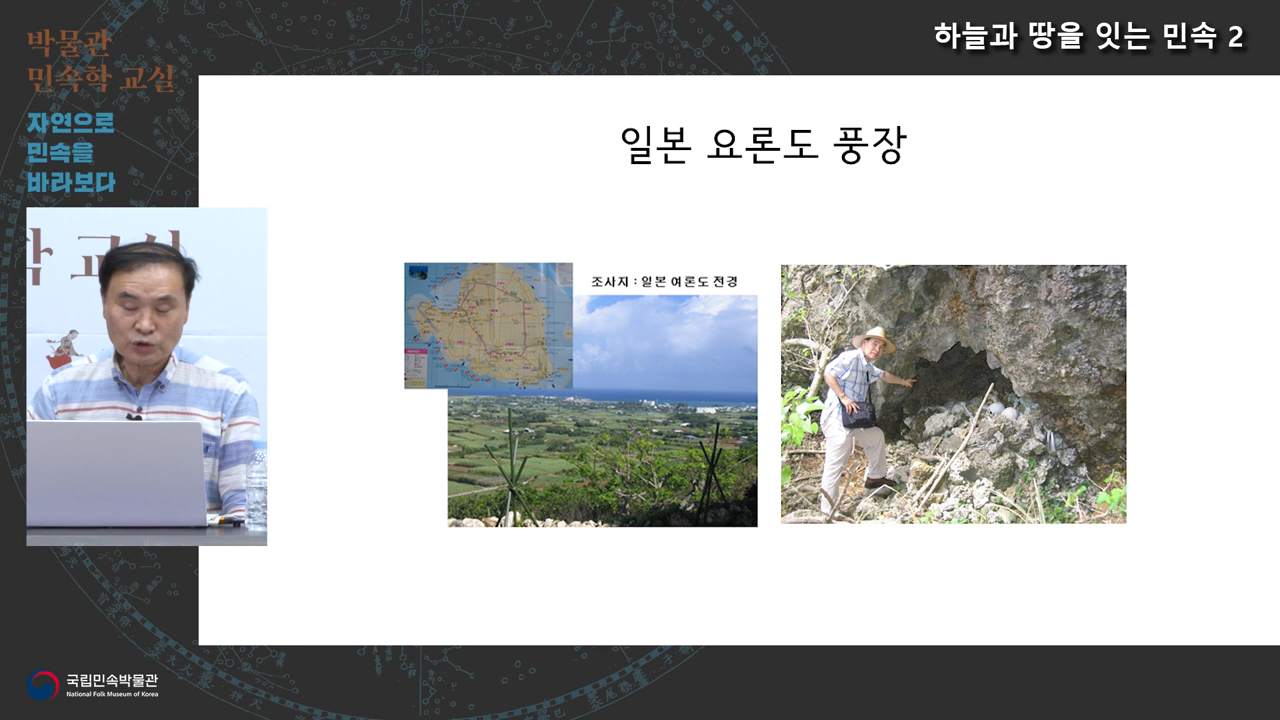 하늘과 땅을 잇는 민속 2
박물관
민속학 교실
자연으로
민속을
바라보다
일본 요론도 풍장
조사지 : 일본 여론도 전경
학 교실
국립민속박물관
National Folk Museum of Korea